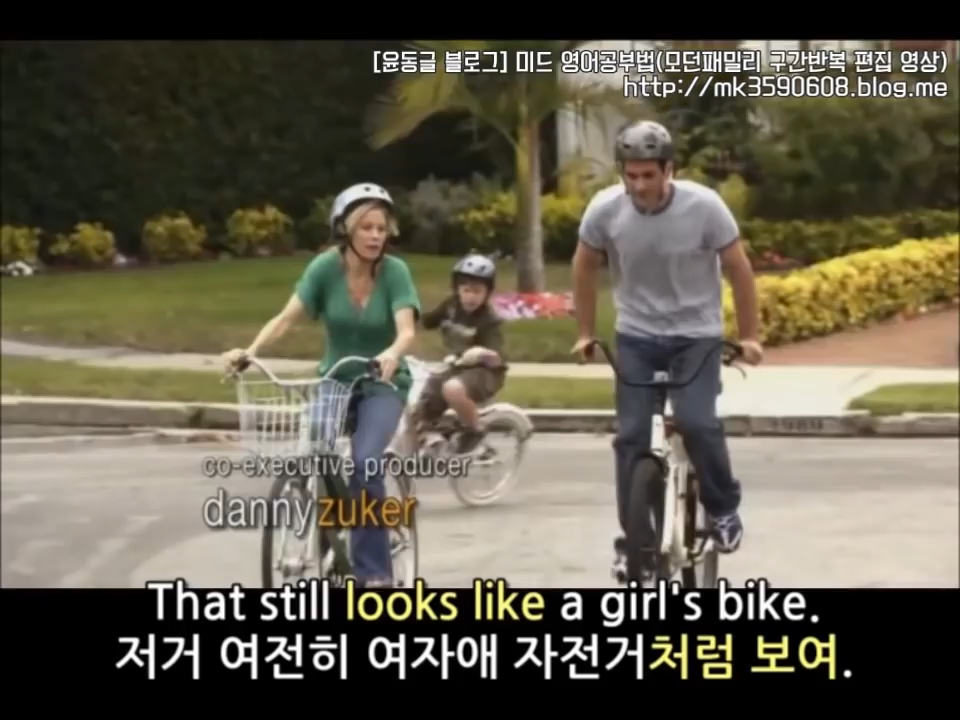 [윤동글 블로그] 미드 영어공부법(모던패밀리 구간반복 편집 영상)
http://mk3590608.blog.me
co-executive producer
dannyzuker
That still looks like a girl's bike.
저거 여전히 여자애 자전거처럼 보여.